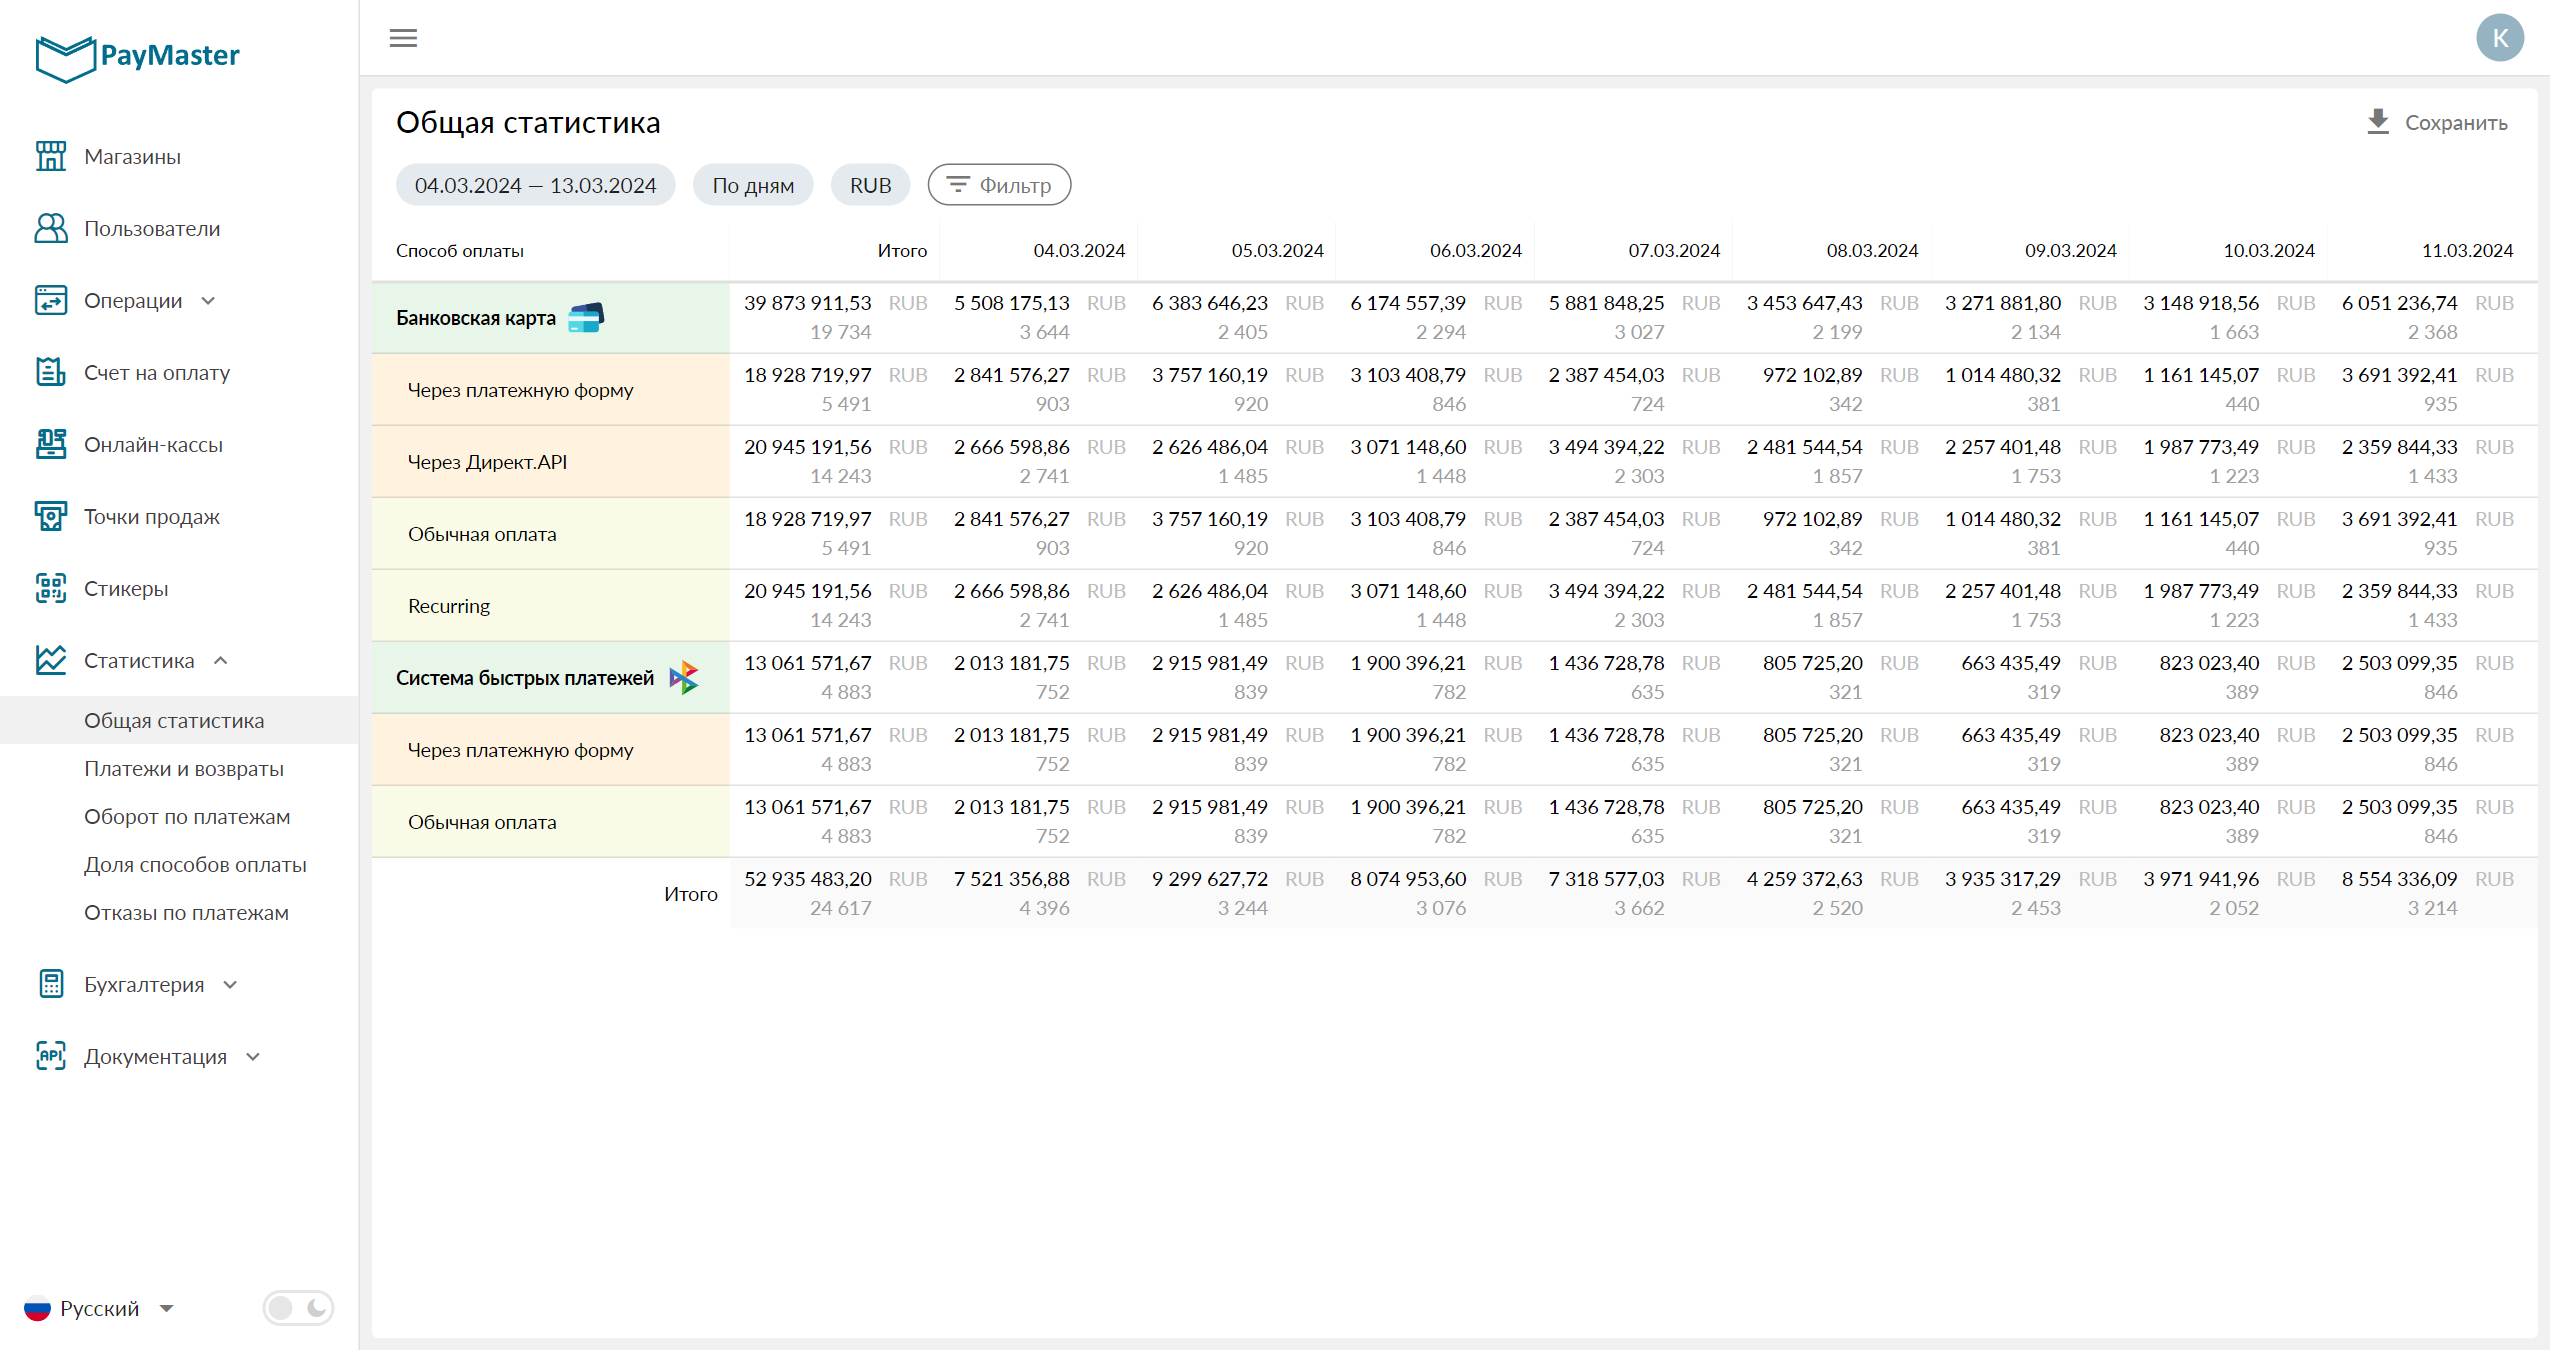 PayMaster
Магазины
Пользователи
Операции
Счет на оплату
Онлайн-кассы
Точки продаж
Стикеры
Статистика
Общая статистика
Платежи и возвраты
Оборот по платежам
Доля способов оплаты
Отказы по платежам
Бухгалтерия
API Документация
Русский
K
Общая статистика
Сохранить
04.03.2024 — 13.03.2024 По дням RUB Фильтр
Способ оплаты Итого 04.03.2024 05.03.2024 06.03.2024 07.03.2024 08.03.2024 09.03.2024 10.03.2024 11.03.2024
Банковская карта 39 873 911,53 RUB 5 508 175,13 RUB 6 383 646,23 RUB 6 174 557,39 RUB 5 881 848,25 RUB 3 453 647,43 RUB 3 271 881,80 RUB 3 148 918,56 RUB 6 051 236,74 RUB
19 734 3 644 2 405 2 294 3 027 2 199 2 134 1 663 2 368
Через платежную форму 18 928 719,97 RUB 2 841 576,27 RUB 3 757 160,19 RUB 3 103 408,79 RUB 2 387 454,03 RUB 972 102,89 RUB 1 014 480,32 RUB 1 161 145,07 RUB 3 691 392,41 RUB
5 491 903 920 846 724 342 381 440 935
Через Директ.API 20 945 191,56 RUB 2 666 598,86 RUB 2 626 486,04 RUB 3 071 148,60 RUB 3 494 394,22 RUB 2 481 544,54 RUB 2 257 401,48 RUB 1 987 773,49 RUB 2 359 844,33 RUB
14 243 2 741 1 485 1 448 2 303 1 857 1 753 1 223 1 433
Обычная оплата 18 928 719,97 RUB 2 841 576,27 RUB 3 757 160,19 RUB 3 103 408,79 RUB 2 387 454,03 RUB 972 102,89 RUB 1 014 480,32 RUB 1 161 145,07 RUB 3 691 392,41 RUB
5 491 903 920 846 724 342 381 440 935
Recurring 20 945 191,56 RUB 2 666 598,86 RUB 2 626 486,04 RUB 3 071 148,60 RUB 3 494 394,22 RUB 2 481 544,54 RUB 2 257 401,48 RUB 1 987 773,49 RUB 2 359 844,33 RUB
14 243 2 741 1 485 1 448 2 303 1 857 1 753 1 223 1 433
Система быстрых платежей 13 061 571,67 RUB 2 013 181,75 RUB 2 915 981,49 RUB 1 900 396,21 RUB 1 436 728,78 RUB 805 725,20 RUB 663 435,49 RUB 823 023,40 RUB 2 503 099,35 RUB
4 883 752 839 782 635 321 319 389 846
Через платежную форму 13 061 571,67 RUB 2 013 181,75 RUB 2 915 981,49 RUB 1 900 396,21 RUB 1 436 728,78 RUB 805 725,20 RUB 663 435,49 RUB 823 023,40 RUB 2 503 099,35 RUB
4 883 752 839 782 635 321 319 389 846
Обычная оплата 13 061 571,67 RUB 2 013 181,75 RUB 2 915 981,49 RUB 1 900 396,21 RUB 1 436 728,78 RUB 805 725,20 RUB 663 435,49 RUB 823 023,40 RUB 2 503 099,35 RUB
4 883 752 839 782 635 321 319 389 846
Итого 52 935 483,20 RUB 7 521 356,88 RUB 9 299 627,72 RUB 8 074 953,60 RUB 7 318 577,03 RUB 4 259 372,63 RUB 3 935 317,29 RUB 3 971 941,96 RUB 8 554 336,09 RUB
24 617 4 396 3 244 3 076 3 662 2 520 2 453 2 052 3 214